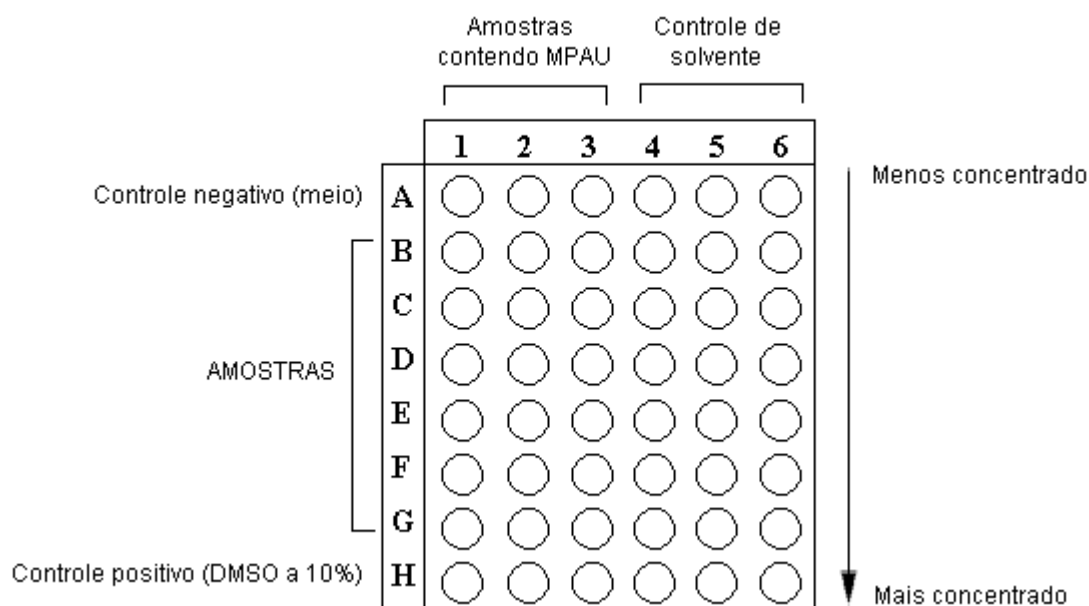 Amostras
contendo MPAU
Controle de
solvente
1 2 3 4 5 6
Menos concentrado
Controle negativo (meio)
A
B
C
D
AMOSTRAS
E
F
G
Controle positivo (DMSO a 10%)
H
Mais concentrado